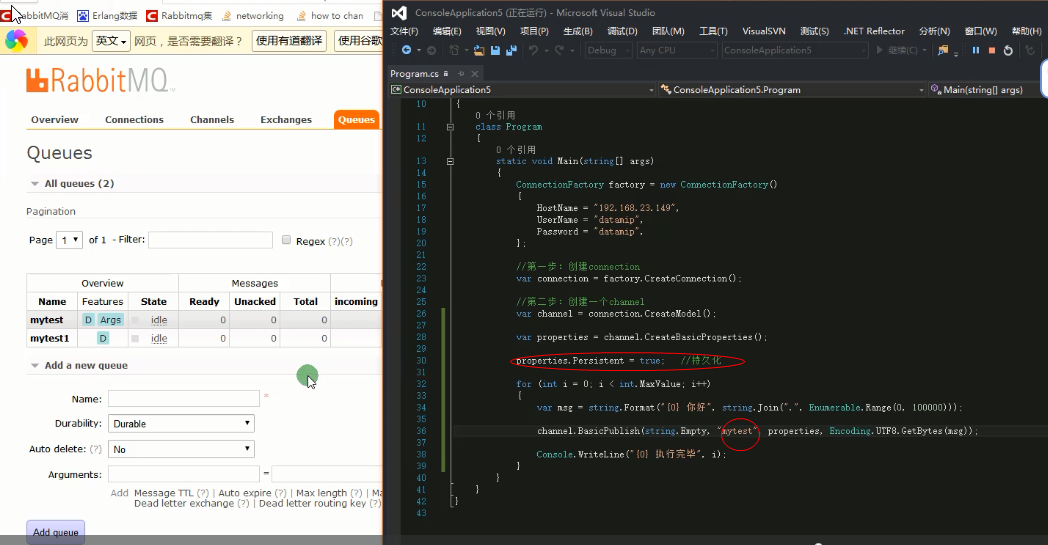 RabbitMQ消
Erlang数据
Rabbitmq集
networking
how to chan
此网页为 英文 网页，是否需要翻译？ 使用有道翻译 使用谷歌
RabbitMQ
Overview Connections Channels Exchanges Queues
Queues
All queues (2)
Pagination
Page 1 of 1 - Filter: Regex (?)(?)
Overview Messages
Name Features State Ready Unacked Total incoming
mytest D Args idle 0 0 0
mytest1 D idle 0 0 0
Add a new queue
Name: *
Durability: Durable
Auto delete: (?) No
Arguments: =
Add Message TTL (?) | Auto expire (?) | Max length (?) | Ma
Dead letter exchange (?) | Dead letter routing key (?)
Add queue
ConsoleApplication5 (正在运行) - Microsoft Visual Studio
文件(F) 编辑(E) 视图(V) 项目(P) 生成(B) 调试(D) 团队(M) 工具(T) VisualSVN 测试(S) .NET Reflector 分析(N) 窗口(W) 帮助(H)
Debug Any CPU ConsoleApplication5 继续(C)
Program.cs
ConsoleApplication5 ConsoleApplication5.Program Main(string[] args)
10 {
0 个引用
11 class Program
12 {
0 个引用
13 static void Main(string[] args)
14 {
15 ConnectionFactory factory = new ConnectionFactory()
16 {
17 HostName = "192.168.23.149",
18 UserName = "datamip",
19 Password = "datamip",
20 };
21
22 //第一步：创建connection
23 var connection = factory.CreateConnection();
24
25 //第二步：创建一个channel
26 var channel = connection.CreateModel();
27
28 var properties = channel.CreateBasicProperties();
29
30 properties.Persistent = true; //持久化
31
32 for (int i = 0; i < int.MaxValue; i++)
33 {
34 var msg = string.Format("{0} 你好", string.Join(",", Enumerable.Range(0, 100000)));
35
36 channel.BasicPublish(string.Empty, "mytest" properties, Encoding.UTF8.GetBytes(msg));
37
38 Console.WriteLine("{0} 执行完毕", i);
39 }
40 }
41 }
42 }
43